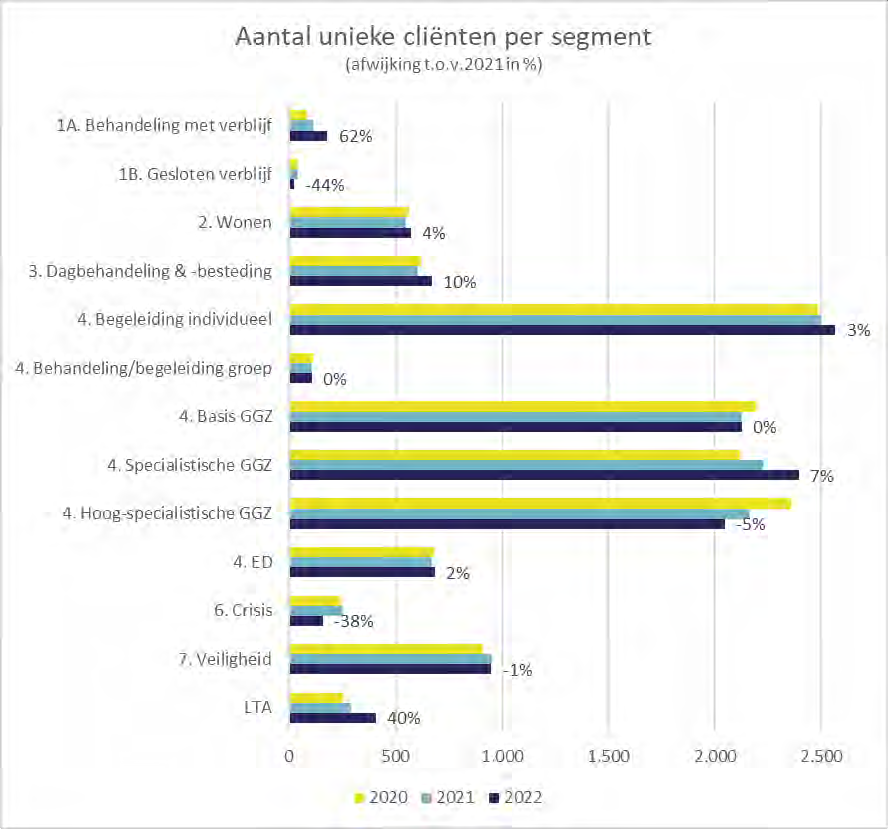 Aantal unieke cliënten per segment
(afwijking t.o.v.2021 in %)
1A. Behandeling met verblijf
62%
1B. Gesloten verblijf
-44%
2. Wonen
4%
3. Dagbehandeling & -besteding
10%
4. Begeleiding individueel
3%
4. Behandeling/begeleiding groep
0%
4. Basis GGZ
0%
4. Specialistische GGZ
7%
4. Hoog-specialistische GGZ
-5%
4. ED
2%
6. Crisis
-38%
7. Veiligheid
-1%
LTA
40%
0 500 1.000 1.500 2.000 2.500
2020 2021 2022